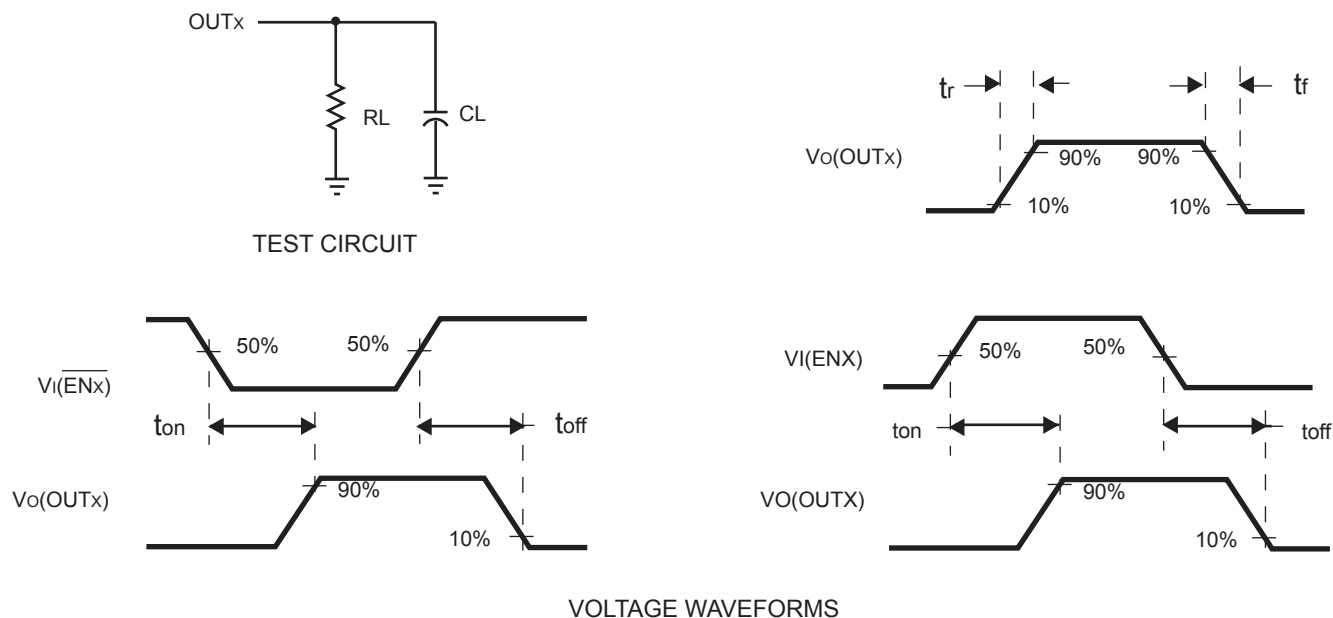 OUTx
RL
CL
TEST CIRCUIT
tr
tf
VO(OUTx)
90%
90%
10%
10%
50%
50%
VI(ENx)
ton
toff
VO(OUTx)
90%
10%
50%
50%
VI(ENX)
ton
toff
VO(OUTX)
90%
10%
VOLTAGE WAVEFORMS